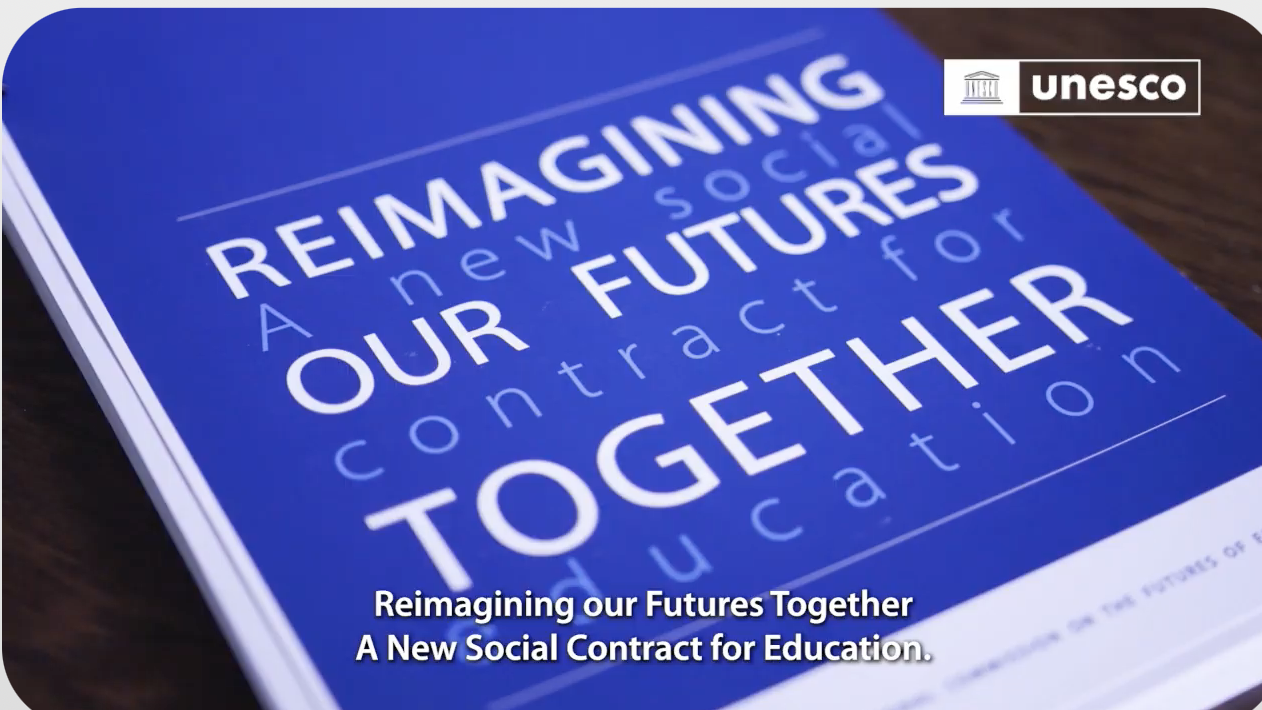 unesco
REIMAGINING
A new social
OUR FUTURES
contract for
TOGETHER
education
COMMISSION ON THE FUTURES OF
Reimagining our Futures Together
A New Social Contract for Education.